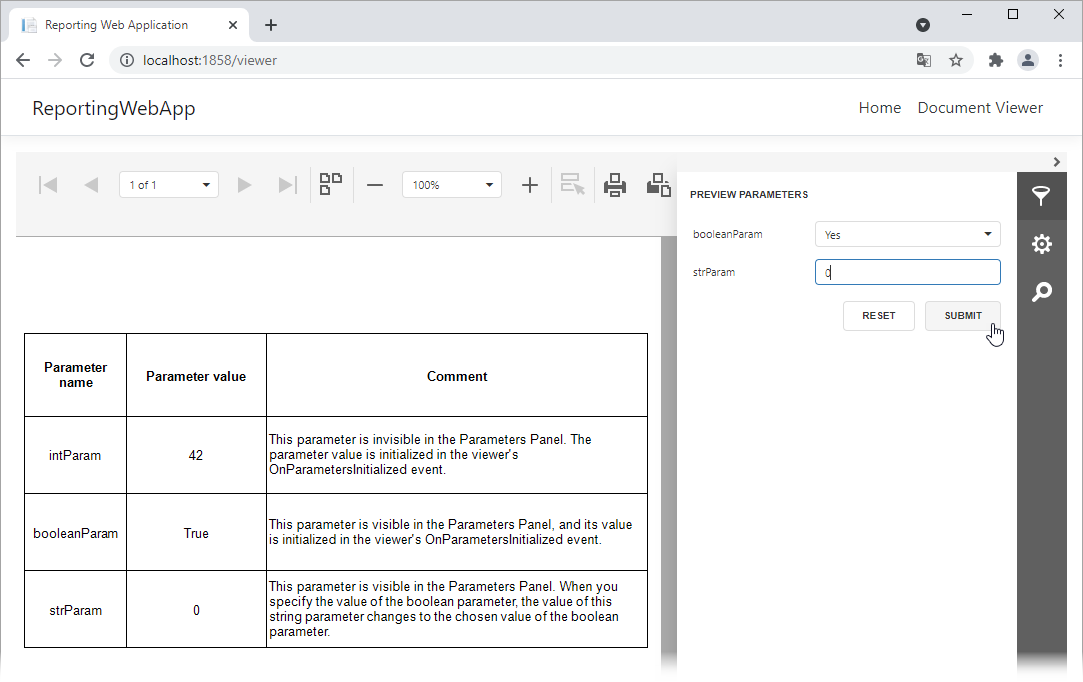 Reporting Web Application
localhost:1858/viewer
ReportingWebApp
Home
Document Viewer
1 of 1
100%
PREVIEW PARAMETERS
booleanParam
Yes
strParam
0
RESET
SUBMIT
Parameter
name
Parameter value
Comment
intParam
42
This parameter is invisible in the Parameters Panel. The
parameter value is initialized in the viewer's
OnParametersInitialized event.
booleanParam
True
This parameter is visible in the Parameters Panel, and its value
is initialized in the viewer's OnParametersInitialized event.
strParam
0
This parameter is visible in the Parameters Panel. When you
specify the value of the boolean parameter, the value of this
string parameter changes to the chosen value of the boolean
parameter.